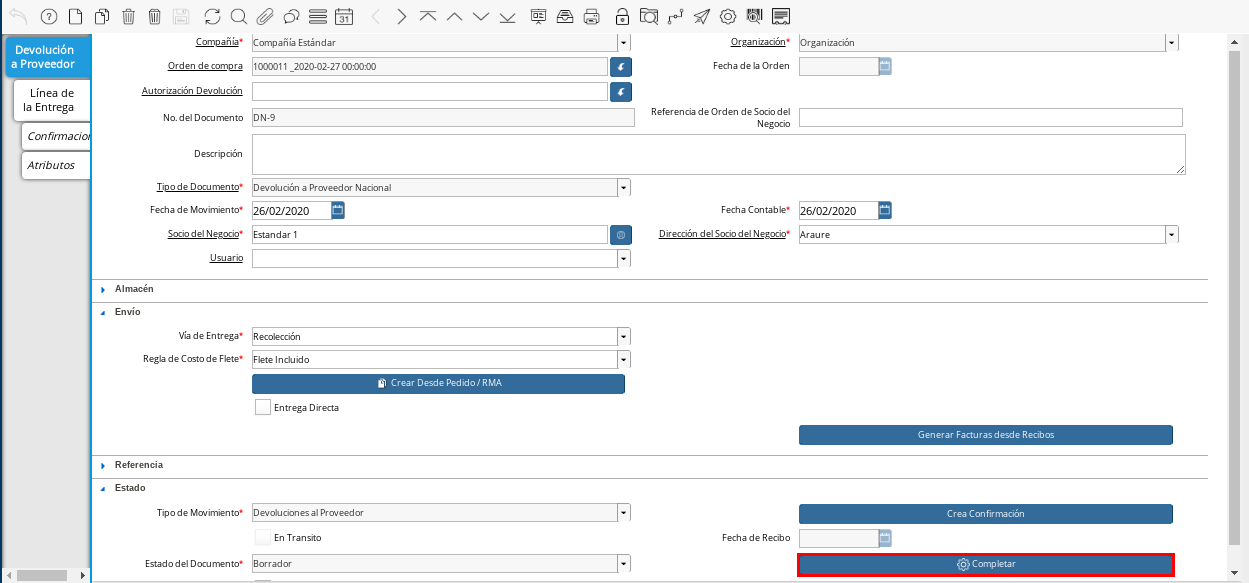 31
Devolución
a Proveedor
Línea de
la Entrega
Confirmacion
Atributos
Compañía* Compañía Estándar Organización* Organización
Orden de compra 1000011 _2020-02-27 00:00:00 Fecha de la Orden
Autorización Devolución
No. del Documento DN-9 Referencia de Orden de Socio del
Negocio
Descripción
Tipo de Documento* Devolución a Proveedor Nacional
Fecha de Movimiento* 26/02/2020 Fecha Contable* 26/02/2020
Socio del Negocio* Estandar 1 Dirección del Socio del Negocio* Araure
Usuario
Almacén
Envío
Vía de Entrega* Recolección
Regla de Costo de Flete* Flete Incluido
Crear Desde Pedido / RMA
Entrega Directa
Generar Facturas desde Recibos
Referencia
Estado
Tipo de Movimiento* Devoluciones al Proveedor Crea Confirmación
En Transito Fecha de Recibo
Estado del Documento* Borrador Completar